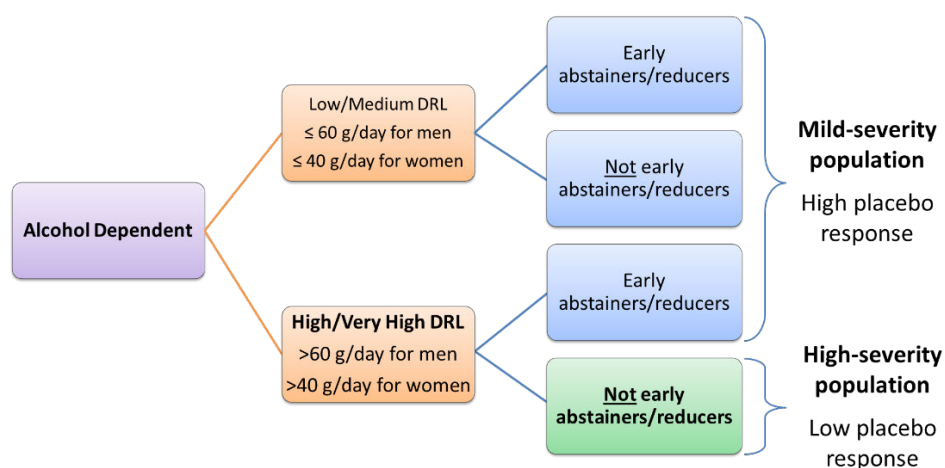 Alcohol Dependent
Low/Medium DRL
≤ 60 g/day for men
≤ 40 g/day for women
High/Very High DRL
>60 g/day for men
>40 g/day for women
Early
abstainers/reducers
Not early
abstainers/reducers
Early
abstainers/reducers
Not early
abstainers/reducers
Mild-severity
population
High placebo
response
High-severity
population
Low placebo
response